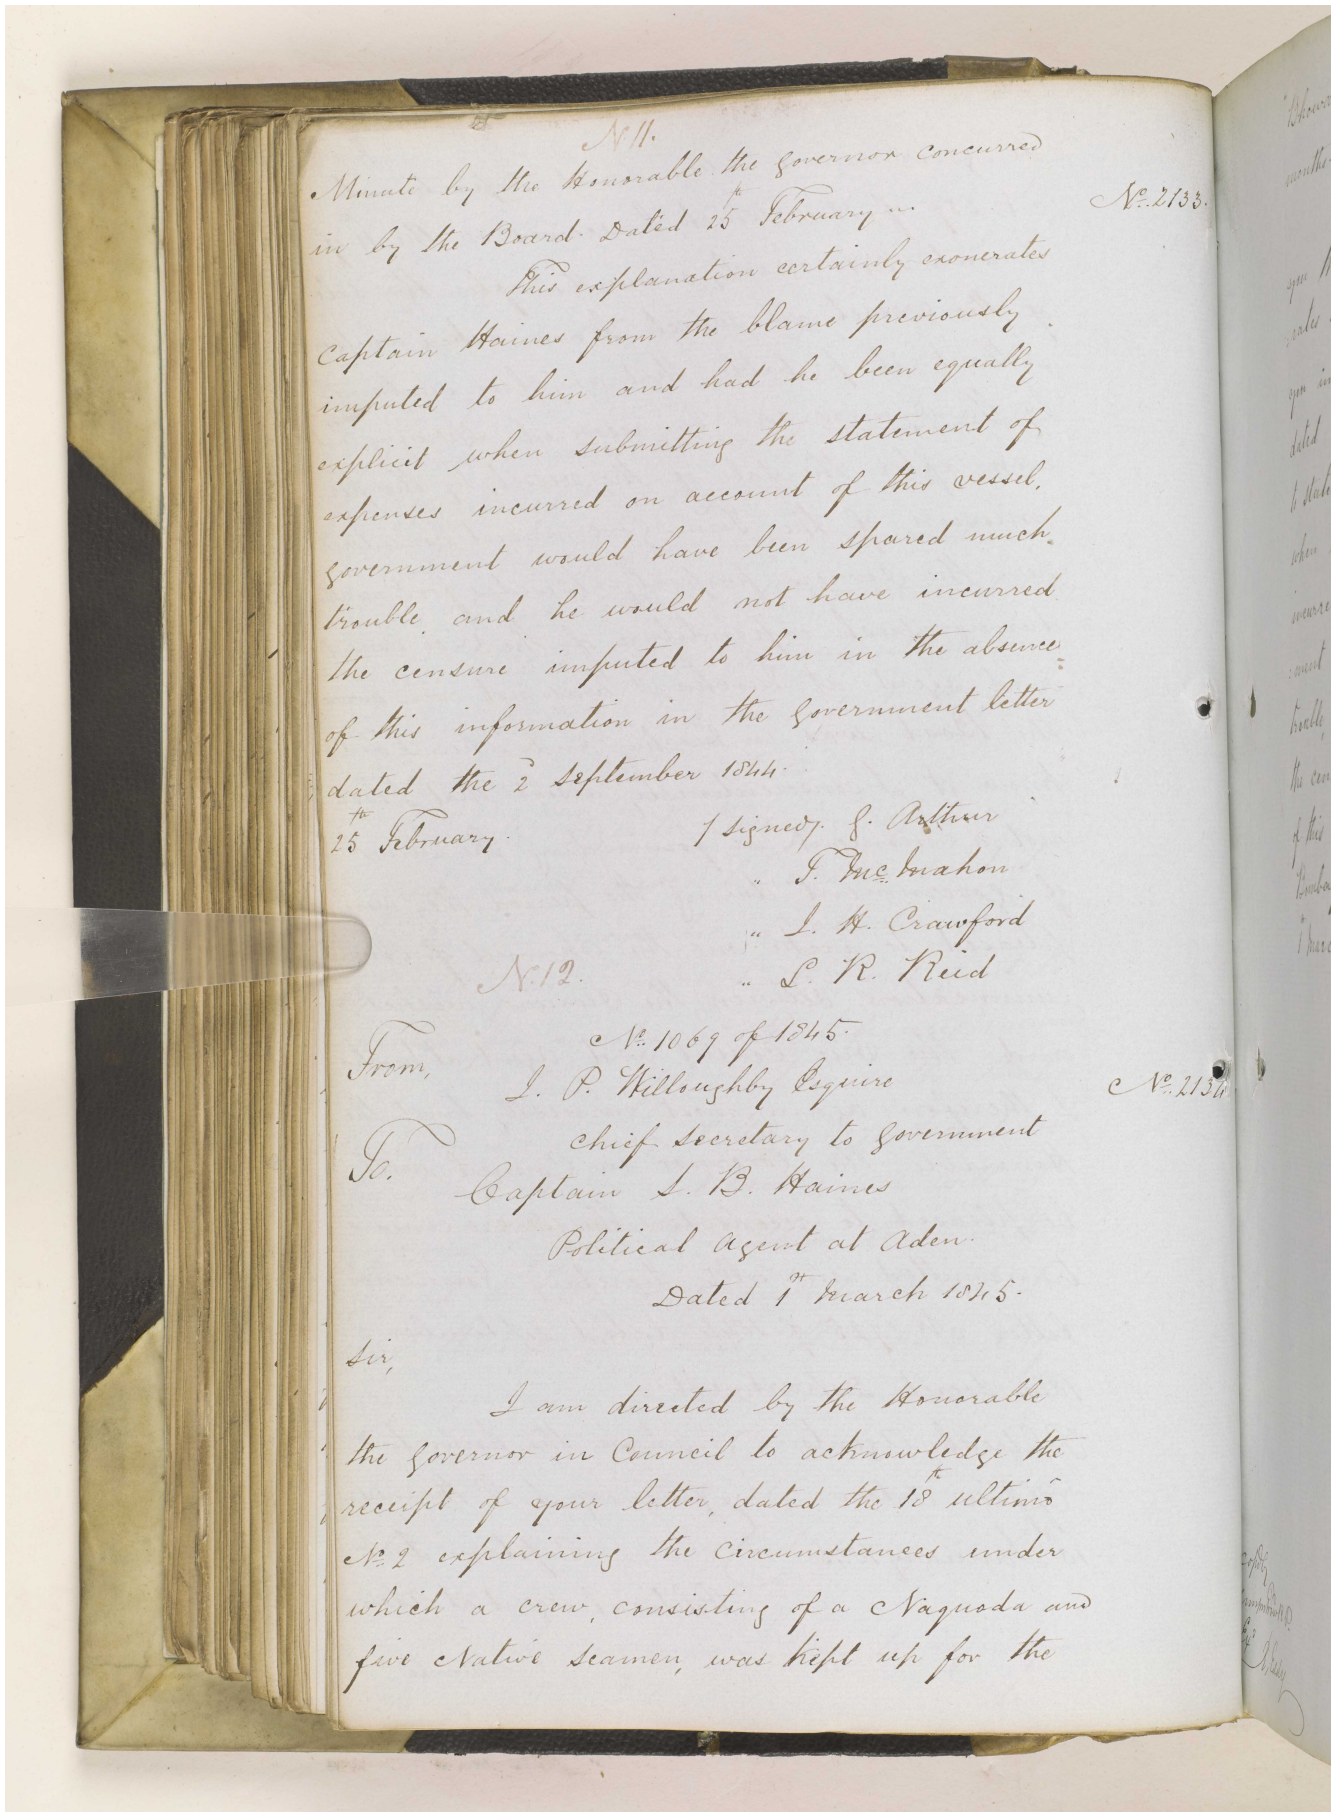 N. 11.
Minute by the Honorable the Governor concurred
in by the Board. Dated 25th February
No. 2133.
This explanation certainly exonerates
Captain Haines from the blame previously
imputed to him and had he been equally
explicit when submitting the statement of
expenses incurred on account of this vessel,
government would have been spared much
trouble and he would not have incurred
the censure imputed to him in the absence
of this information in the Government letter
dated the 2d September 1844.
25th February.
/signed/. G. Arthur
" T. McMahon
" J. H. Crawford
" L. R. Reid
N. 12.
No. 1069 of 1845.
From,
J. P. Willoughby Esquire
No. 2134
Chief Secretary to Government
To.
Captain S. B. Haines
Political Agent at Aden.
Dated 1st March 1845.
Sir,
I am directed by the Honorable
the Governor in Council to acknowledge the
receipt of your letter, dated the 18th ultimo
No. 2 explaining the circumstances under
which a crew, consisting of a Naquoda and
five Native seamen, was kept up for the
months
you
dated
when
trouble,
of this